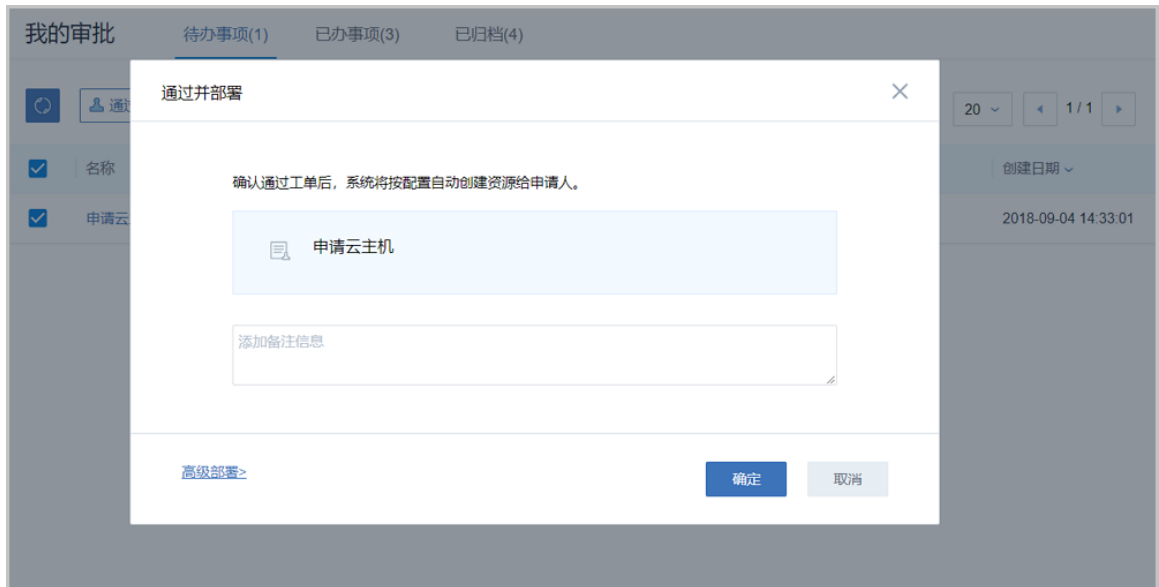 我的审批 待办事项(1) 已办事项(3) 已归档(4)
通过并部署
通过 20 1 / 1
名称 创建日期
确认通过工单后，系统将按配置自动创建资源给申请人。
申请云 2018-09-04 14:33:01
申请云主机
添加备注信息
高级部署> 确定 取消